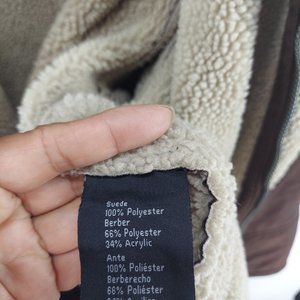 Suede
100% Polyester
Berber
66% Polyester
34% Acrylic
Ante
100% Poliéster
Berberecho
66% Poliéster